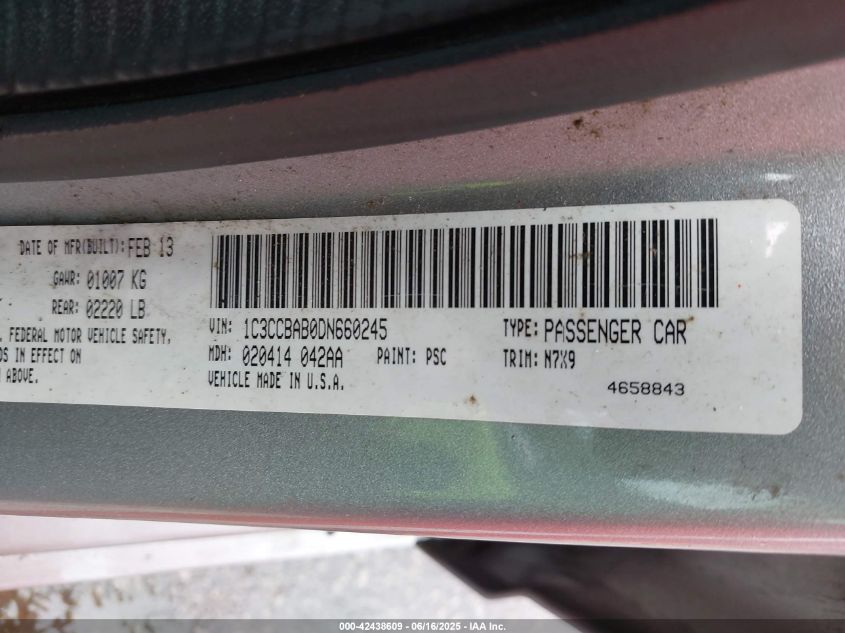 DATE OF MFR(BUILT): FEB 13
GAWR: 01007 KG
REAR: 02220 LB
FEDERAL MOTOR VEHICLE SAFETY,
IN EFFECT ON
ABOVE.
VIN: 1C3CCBAB0DN660245
TYPE: PASSENGER CAR
MDH: 020414 042AA PAINT: PSC
TRIM: N7X9
VEHICLE MADE IN U.S.A.
4658843
000-42438609 - 06/16/2025 - IAA Inc.